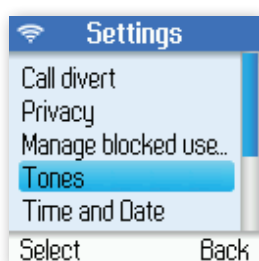 Settings
Call divert
Privacy
Manage blocked use...
Tones
Time and Date
Select Back